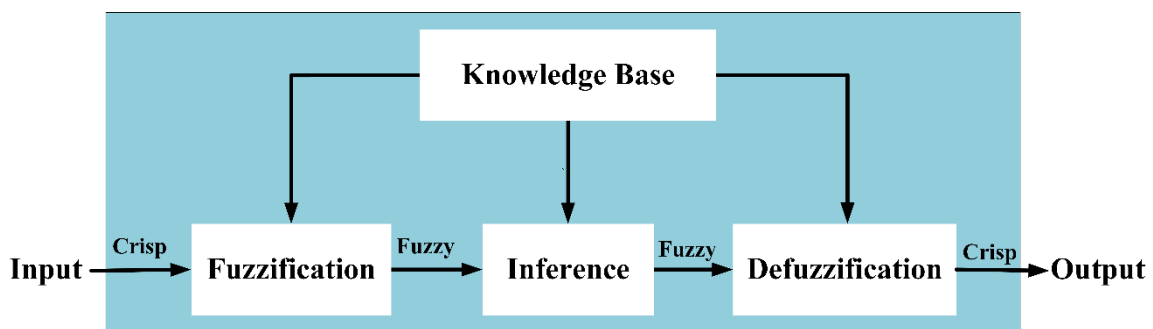 Knowledge Base
Crisp
Fuzzy
Fuzzy
Crisp
Input
Fuzzification
Inference
Defuzzification
Output